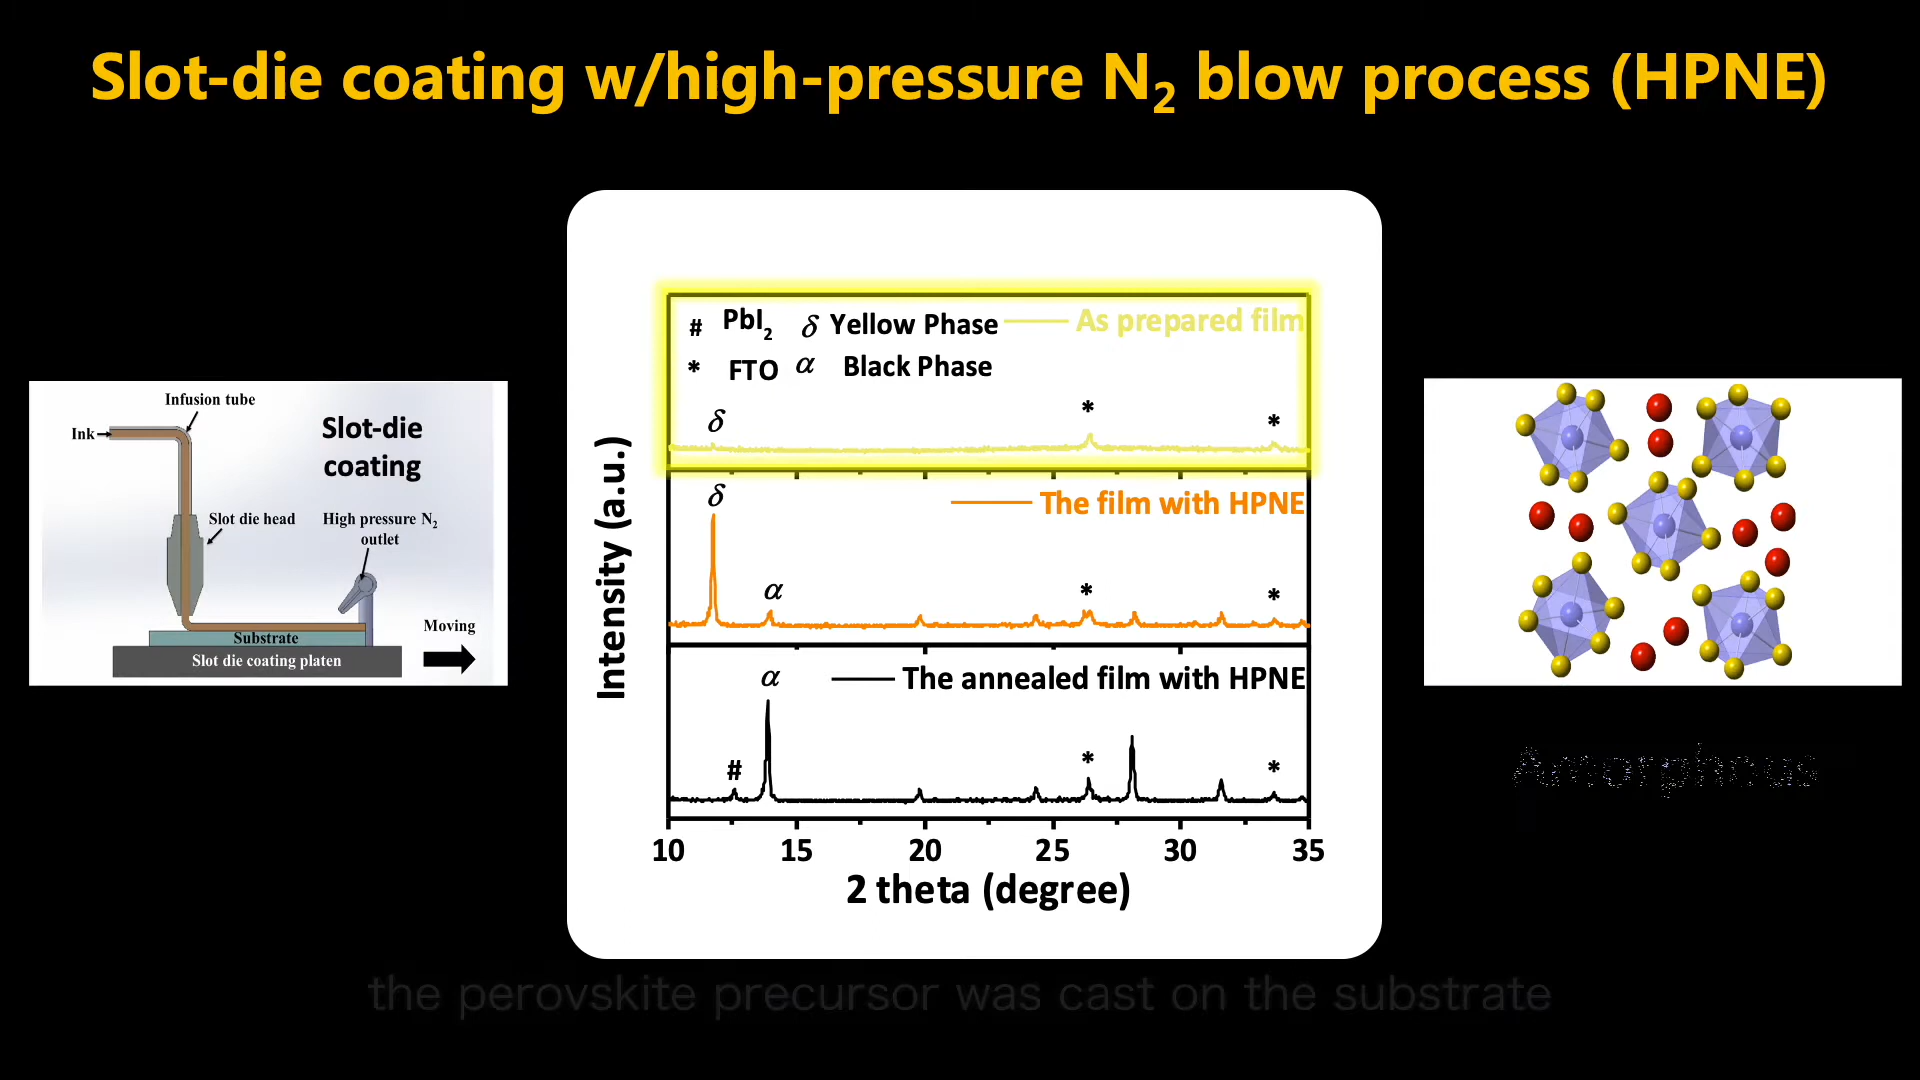 Slot-die coating w/high-pressure N₂ blow process (HPNE)
Infusion tube
Ink
Slot-die
coating
Slot die head
High pressure N₂
outlet
Substrate
Slot die coating platen
Moving
# PbI₂ δ Yellow Phase As prepared film
* FTO α Black Phase
δ * *
δ The film with HPNE
α * *
α The annealed film with HPNE
# * *
Intensity (a.u.)
10 15 20 25 30 35
2 theta (degree)
Amorphous
the perovskite precursor was cast on the substrate